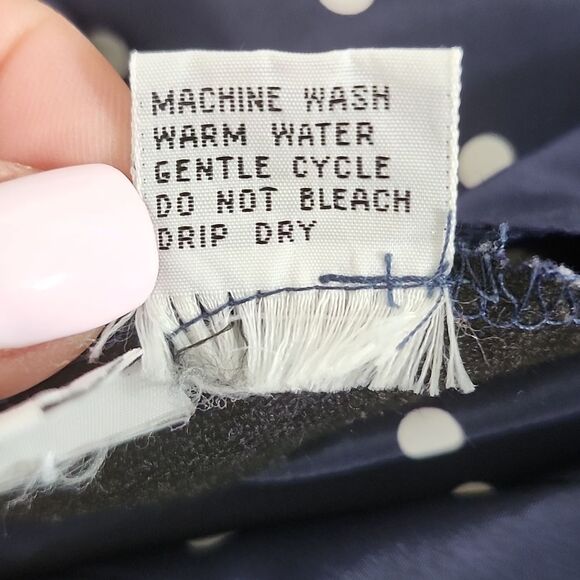 MACHINE WASH
WARM WATER
GENTLE CYCLE
DO NOT BLEACH
DRIP DRY